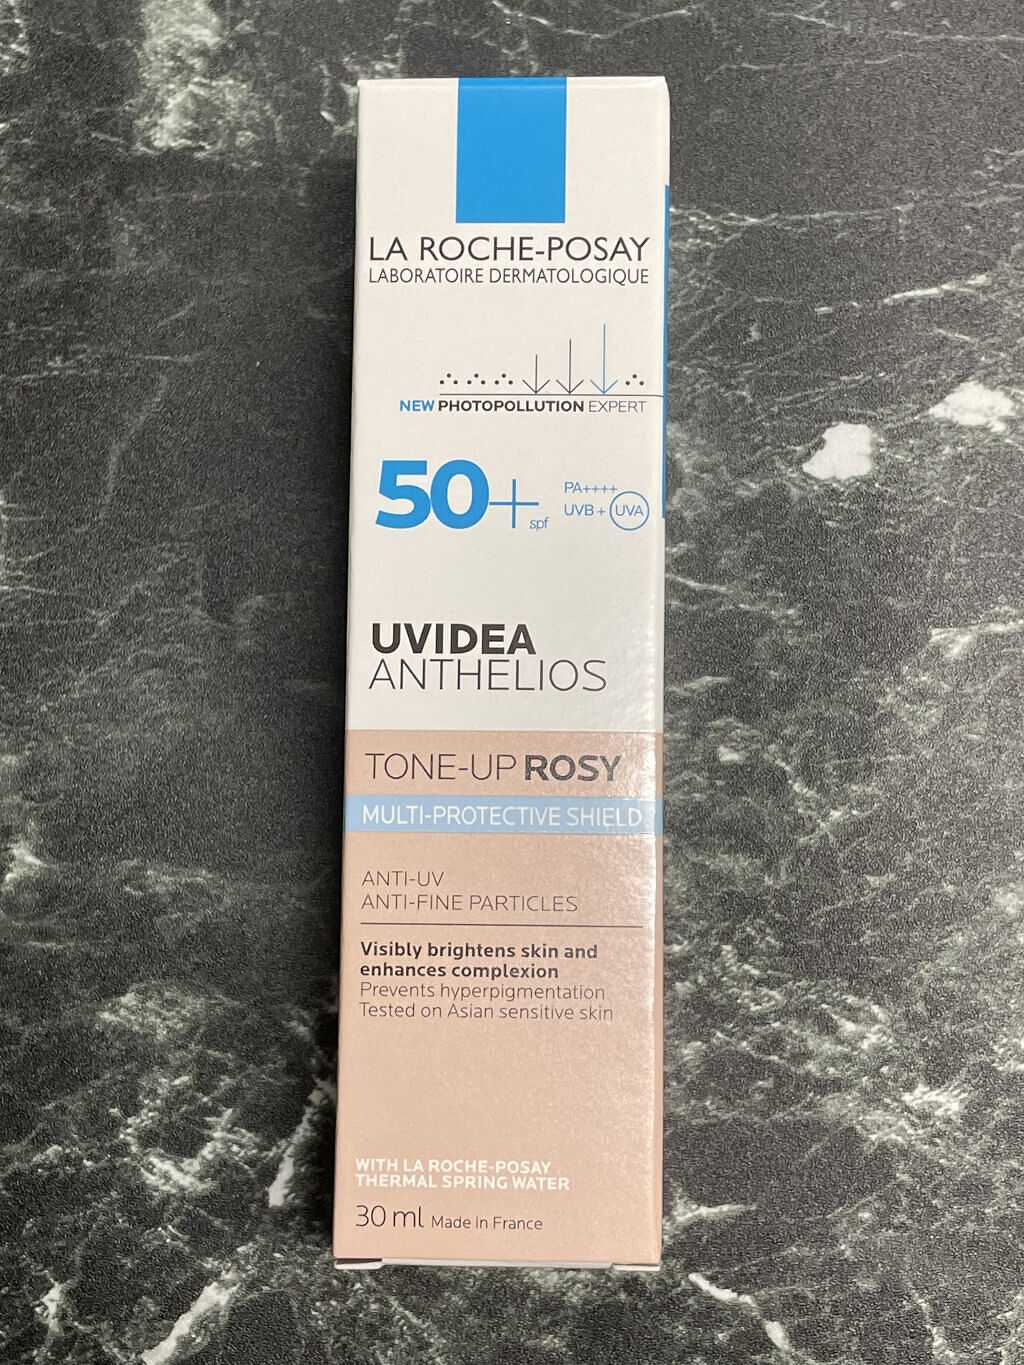 LA ROCHE-POSAY
LABORATOIRE DERMATOLOGIQUE
NEW PHOTOPOLLUTION EXPERT
50+ spf
PA++++
UVB + UVA
UVIDEA
ANTHELIOS
TONE-UP ROSY
MULTI-PROTECTIVE SHIELD
ANTI-UV
ANTI-FINE PARTICLES
Visibly brightens skin and
enhances complexion
Prevents hyperpigmentation
Tested on Asian sensitive skin
WITH LA ROCHE-POSAY
THERMAL SPRING WATER
30 ml Made in France